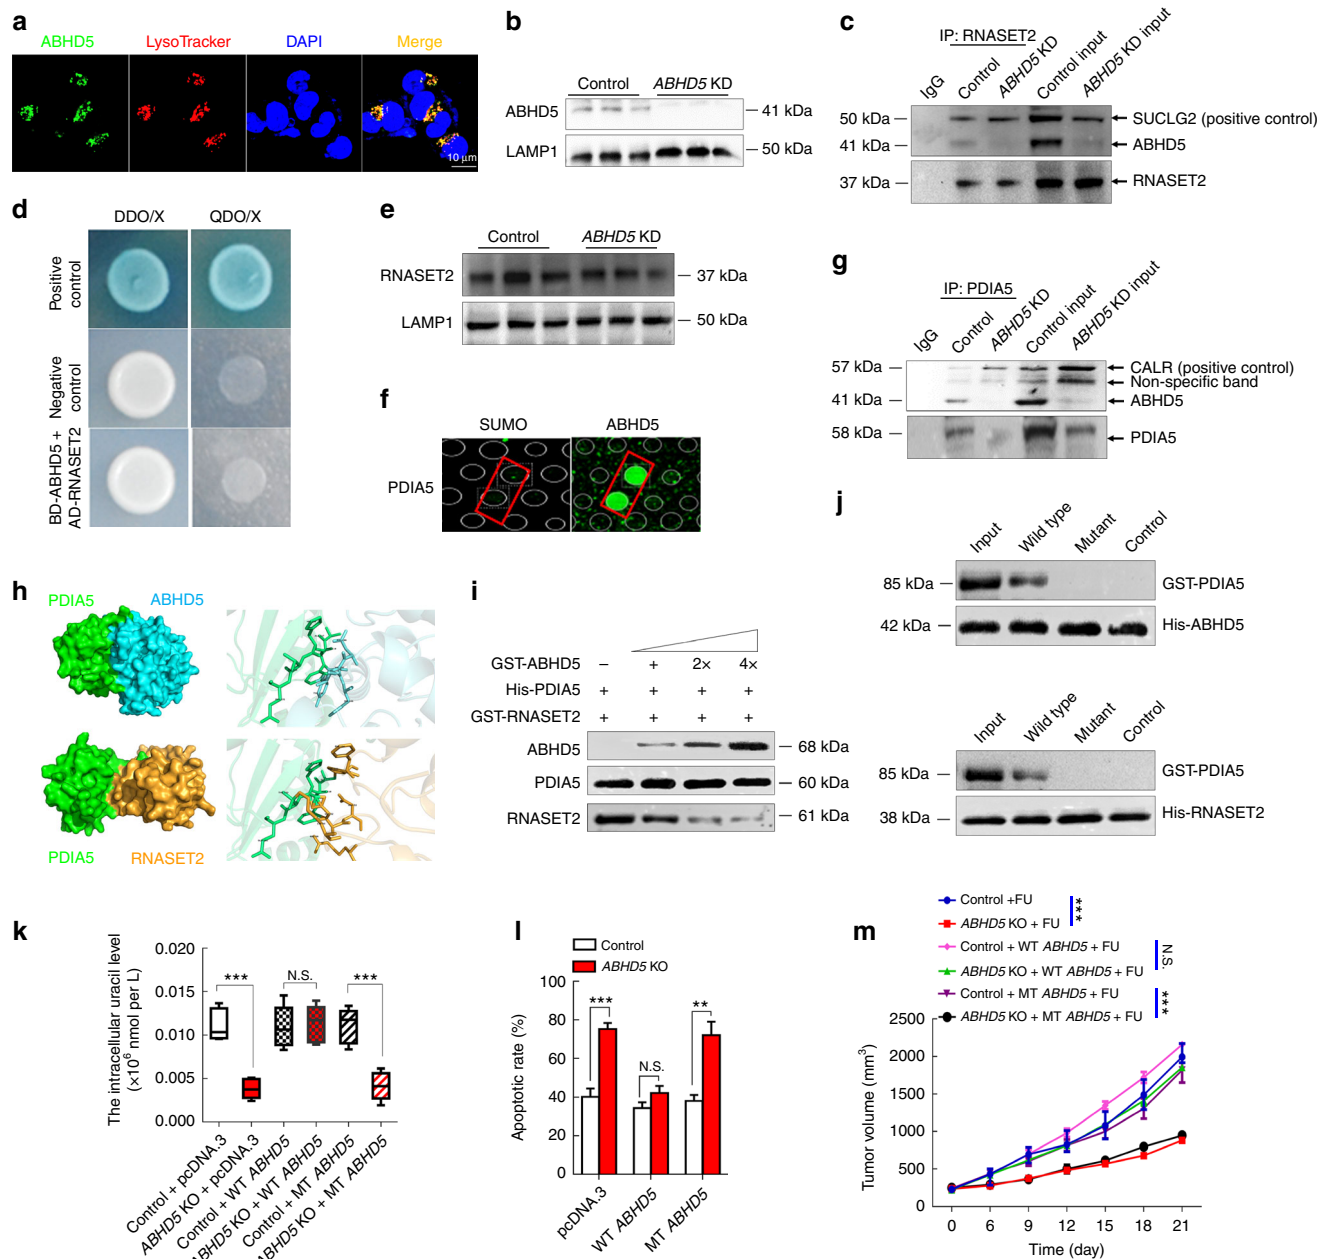 a
ABHD5 LysoTracker DAPI Merge
10 µm
b
Control ABHD5 KD
ABHD5 41 kDa
LAMP1 50 kDa
c
IP: RNASET2
IgG Control ABHD5 KD Control input ABHD5 KD input
50 kDa SUCLG2 (positive control)
41 kDa ABHD5
37 kDa RNASET2
d
DDO/X QDO/X
Positive control
Negative control
BD-ABHD5 + AD-RNASET2
e
Control ABHD5 KD
RNASET2 37 kDa
LAMP1 50 kDa
f
SUMO ABHD5
PDIA5
g
IP: PDIA5
IgG Control ABHD5 KD Control input ABHD5 KD input
57 kDa CALR (positive control)
Non-specific band
41 kDa ABHD5
58 kDa PDIA5
h
PDIA5 ABHD5
PDIA5 RNASET2
i
GST-ABHD5 – + 2× 4×
His-PDIA5 + + + +
GST-RNASET2 + + + +
ABHD5 68 kDa
PDIA5 60 kDa
RNASET2 61 kDa
j
Input Wild type Mutant Control
85 kDa GST-PDIA5
42 kDa His-ABHD5
Input Wild type Mutant Control
85 kDa GST-PDIA5
38 kDa His-RNASET2
k
The intracellular uracil level
(×10⁶ nmol per L)
0.020
0.015
0.010
0.005
0.000
*** N.S. ***
Control + pcDNA.3
ABHD5 KO + pcDNA.3
Control + WT ABHD5
ABHD5 KO + WT ABHD5
Control + MT ABHD5
ABHD5 KO + MT ABHD5
l
Control
ABHD5 KO
Apoptotic rate (%)
100
80
60
40
20
0
*** N.S. **
pcDNA.3 WT ABHD5 MT ABHD5
m
Control +FU
ABHD5 KO + FU
***
Control + WT ABHD5 + FU
ABHD5 KO + WT ABHD5 + FU
N.S.
Control + MT ABHD5 + FU
ABHD5 KO + MT ABHD5 + FU
***
Tumor volume (mm³)
2500
2000
1500
1000
500
0
0 6 9 12 15 18 21
Time (day)